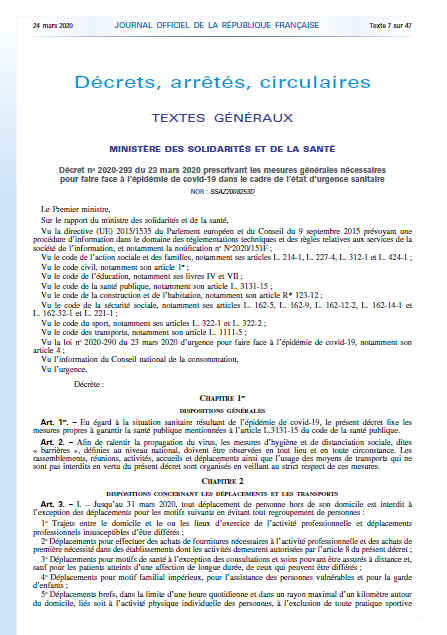 24 mars 2020 JOURNAL OFFICIEL DE LA RÉPUBLIQUE FRANÇAISE Texte 7 sur 47
Décrets, arrêtés, circulaires
TEXTES GÉNÉRAUX
MINISTÈRE DES SOLIDARITÉS ET DE LA SANTÉ
Décret nº 2020-293 du 23 mars 2020 prescrivant les mesures générales nécessaires
pour faire face à l'épidémie de covid-19 dans le cadre de l'état d'urgence sanitaire
NOR : SSAZ2008253D
Le Premier ministre,
Sur le rapport du ministre des solidarités et de la santé,
Vu la directive (UE) 2015/1535 du Parlement européen et du Conseil du 9 septembre 2015 prévoyant une
procédure d'information dans le domaine des réglementations techniques et des règles relatives aux services de la
société de l'information, et notamment la notification nº Nº2020/151F ;
Vu le code de l'action sociale et des familles, notamment ses articles L. 214-1, L. 227-4, L. 312-1 et L. 424-1 ;
Vu le code civil, notamment son article 1er ;
Vu le code de l'éducation, notamment ses livres IV et VII ;
Vu le code de la santé publique, notamment son article L. 3131-15 ;
Vu le code de la construction et de l'habitation, notamment son article R* 123-12 ;
Vu le code de la sécurité sociale, notamment ses articles L. 162-5, L. 162-9, L. 162-12-2, L. 162-14-1 et
L. 162-32-1 et L. 221-1 ;
Vu le code du sport, notamment ses articles L. 322-1 et L. 322-2 ;
Vu le code des transports, notamment son article L. 1111-5 ;
Vu la loi nº 2020-290 du 23 mars 2020 d'urgence pour faire face à l'épidémie de covid-19, notamment son
article 4 ;
Vu l'information du Conseil national de la consommation,
Vu l'urgence,
Décrète :
CHAPITRE 1er
DISPOSITIONS GÉNÉRALES
Art. 1er. – Eu égard à la situation sanitaire résultant de l'épidémie de covid-19, le présent décret fixe les
mesures propres à garantir la santé publique mentionnées à l'article L.3131-15 du code de la santé publique.
Art. 2. – Afin de ralentir la propagation du virus, les mesures d'hygiène et de distanciation sociale, dites
« barrières », définies au niveau national, doivent être observées en tout lieu et en toute circonstance. Les
rassemblements, réunions, activités, accueils et déplacements ainsi que l'usage des moyens de transports qui ne
sont pas interdits en vertu du présent décret sont organisés en veillant au strict respect de ces mesures.
CHAPITRE 2
DISPOSITIONS CONCERNANT LES DÉPLACEMENTS ET LES TRANSPORTS
Art. 3. – I. – Jusqu'au 31 mars 2020, tout déplacement de personne hors de son domicile est interdit à
l'exception des déplacements pour les motifs suivants en évitant tout regroupement de personnes :
1º Trajets entre le domicile et le ou les lieux d'exercice de l'activité professionnelle et déplacements
professionnels insusceptibles d'être différés ;
2º Déplacements pour effectuer des achats de fournitures nécessaires à l'activité professionnelle et des achats de
première nécessité dans des établissements dont les activités demeurent autorisées par l'article 8 du présent décret ;
3º Déplacements pour motifs de santé à l'exception des consultations et soins pouvant être assurés à distance et,
sauf pour les patients atteints d'une affection de longue durée, de ceux qui peuvent être différés ;
4º Déplacements pour motif familial impérieux, pour l'assistance des personnes vulnérables et pour la garde
d'enfants ;
5º Déplacements brefs, dans la limite d'une heure quotidienne et dans un rayon maximal d'un kilomètre autour
du domicile, liés soit à l'activité physique individuelle des personnes, à l'exclusion de toute pratique sportive